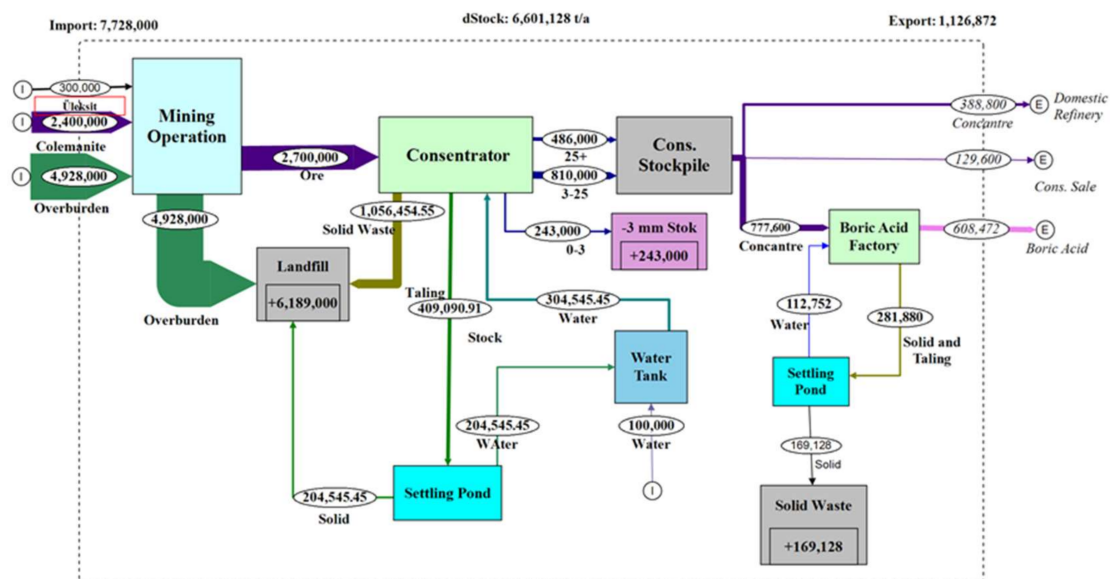 Import: 7,728,000
dStock: 6,601,128 t/a
Export: 1,126,872
I
300,000
Üleksit
I
2,400,000
Colemanite
I
4,928,000
Overburden
Mining
Operation
2,700,000
Ore
4,928,000
Overburden
Consentrator
1,056,454.55
Solid Waste
Landfill
+6,189,000
486,000
25+
810,000
3-25
Cons.
Stockpile
243,000
0-3
-3 mm Stok
+243,000
388,800
Concantre
E
Domestic
Refinery
129,600
E
Cons. Sale
777,600
Concantre
Boric Acid
Factory
608,472
E
Boric Acid
Taling
409,090.91
Stock
304,545.45
Water
Water
Tank
112,752
Water
281,880
Solid and
Taling
Settling
Pond
204,545.45
WAter
100,000
Water
I
169,128
Solid
204,545.45
Solid
Settling Pond
Solid Waste
+169,128